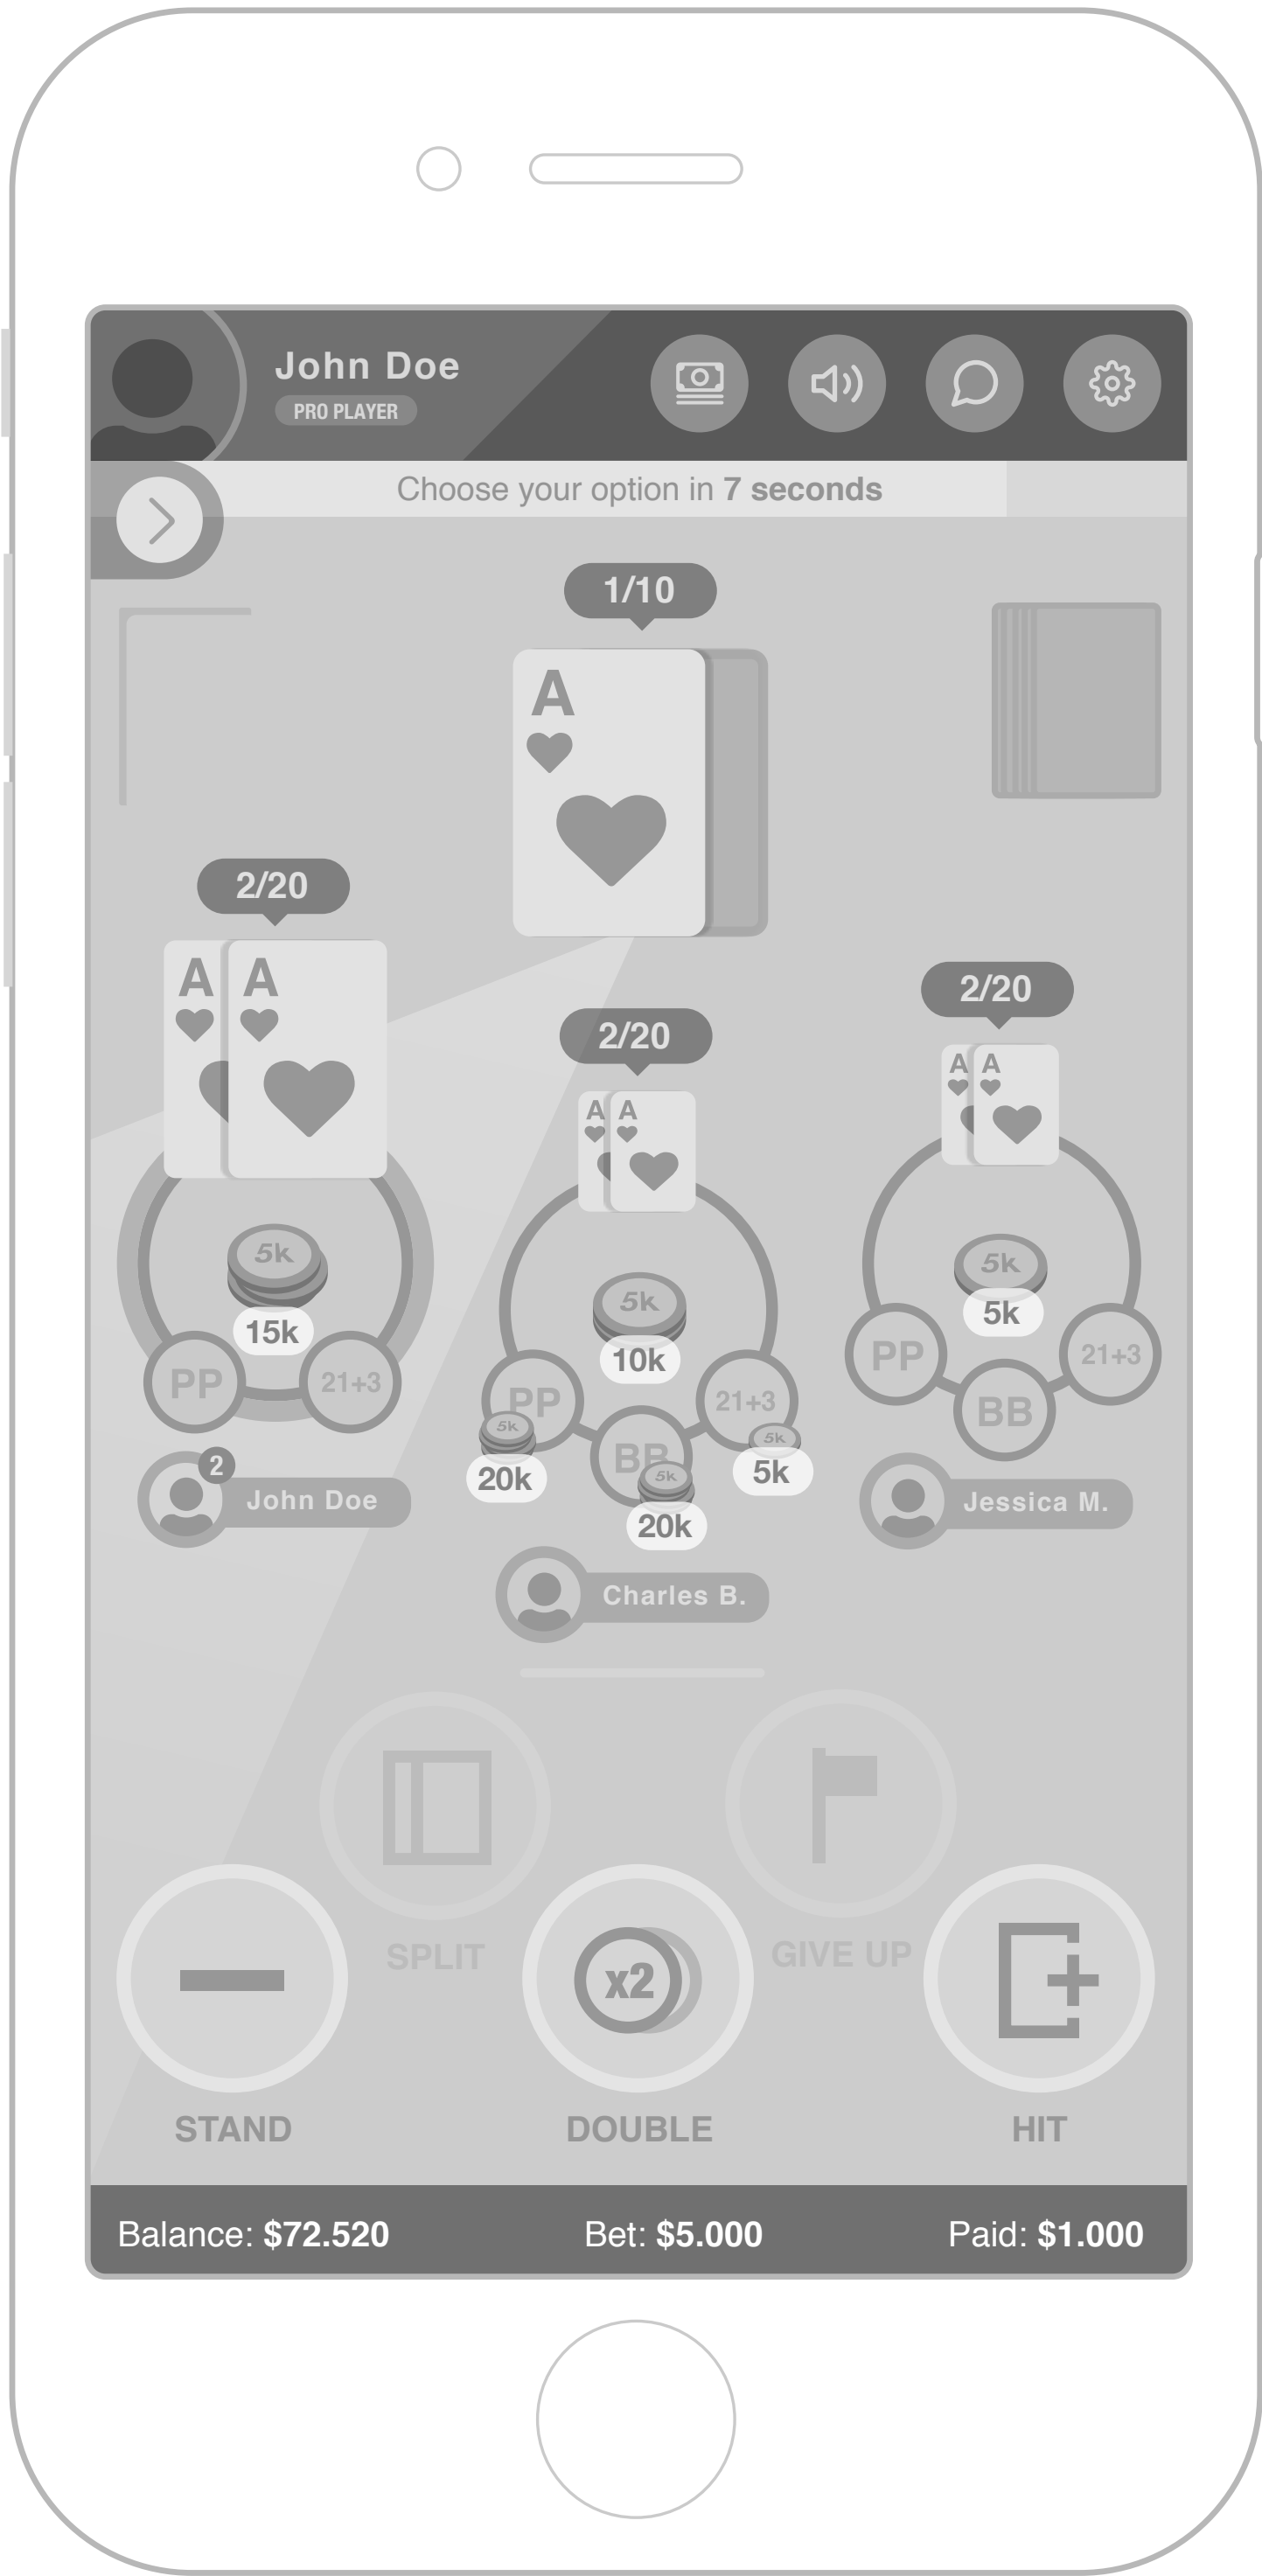 John Doe
PRO PLAYER
Choose your option in 7 seconds
1/10
A
2/20
A A
2/20
A A
2/20
A A
5k
15k
PP
21+3
5k
10k
PP
5k
20k
BB
5k
20k
21+3
5k
5k
5k
5k
PP
BB
21+3
2
John Doe
Charles B.
Jessica M.
SPLIT
GIVE UP
x2
STAND
DOUBLE
HIT
Balance: $72.520
Bet: $5.000
Paid: $1.000